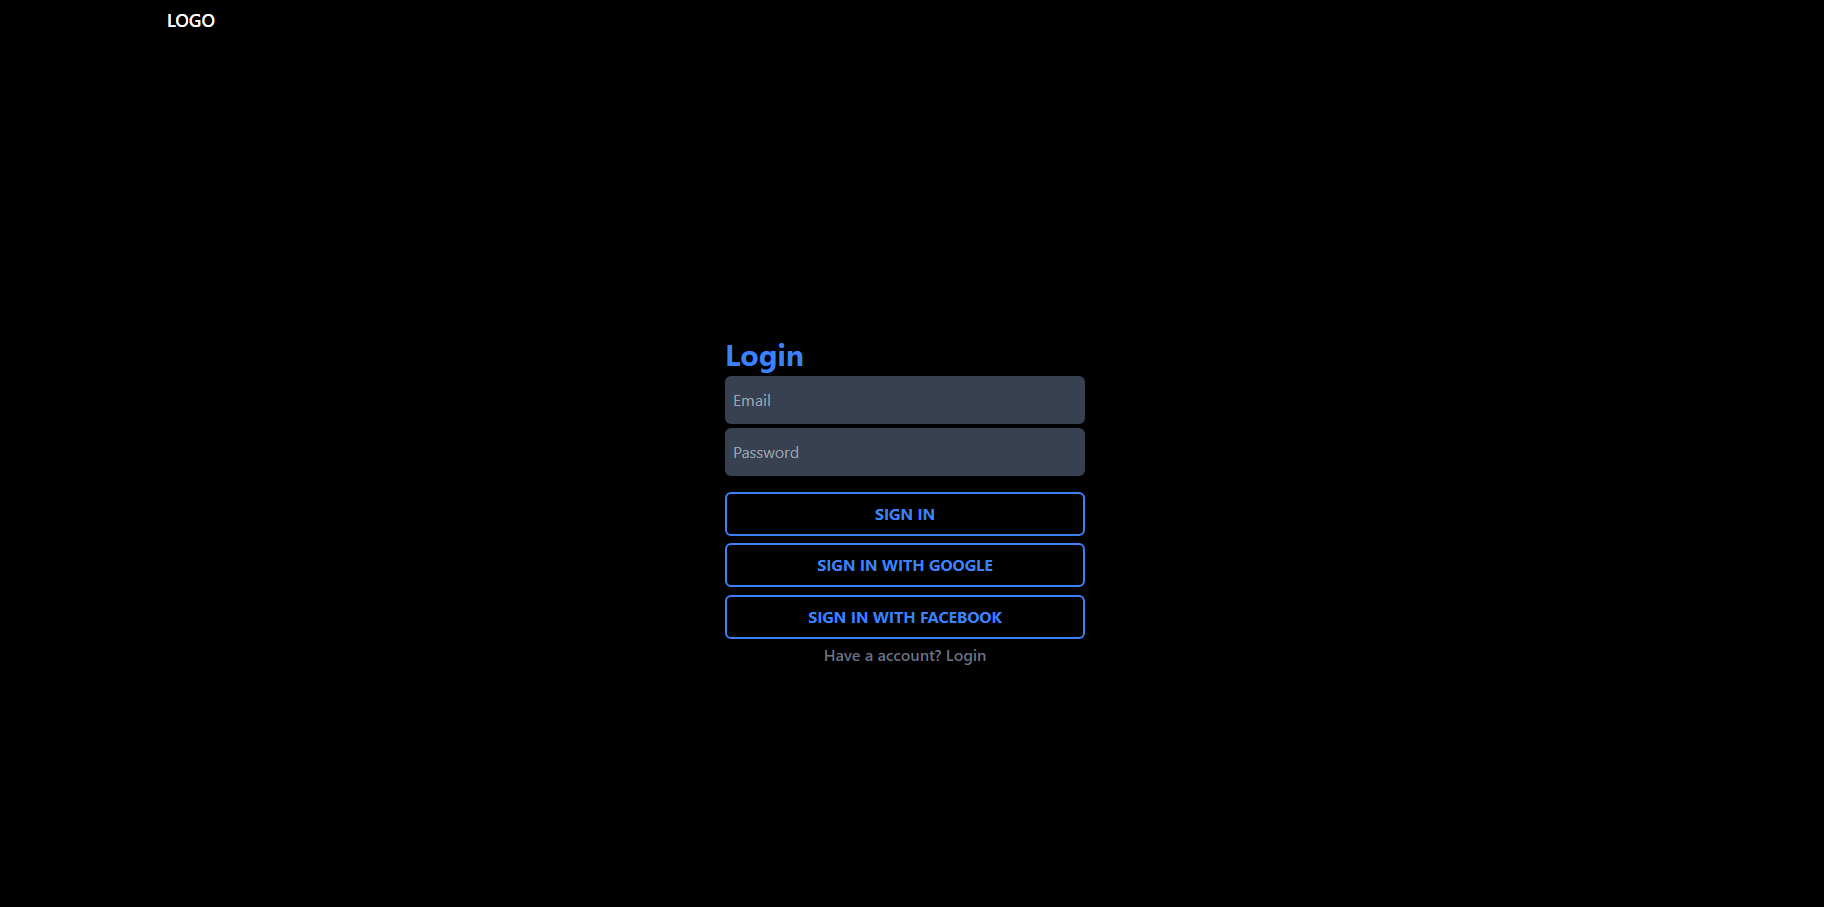 LOGO
Login
Email
Password
SIGN IN
SIGN IN WITH GOOGLE
SIGN IN WITH FACEBOOK
Have a account? Login